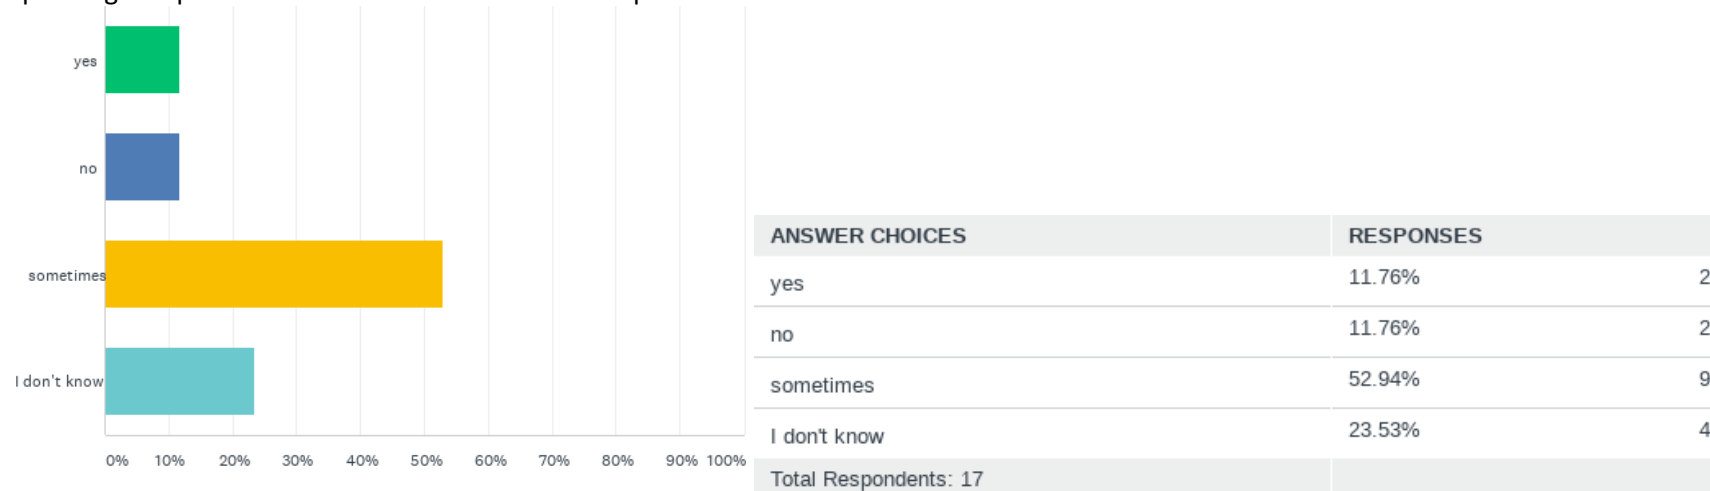 yes
no
sometimes
I don't know
0% 10% 20% 30% 40% 50% 60% 70% 80% 90% 100%
ANSWER CHOICES RESPONSES
yes 11.76% 2
no 11.76% 2
sometimes 52.94% 9
I don't know 23.53% 4
Total Respondents: 17